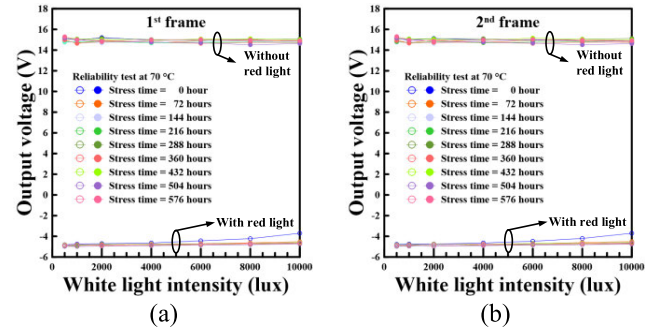 1st frame
Output voltage (V)
18
16
14
12
10
8
6
4
2
0
-2
-4
-6
Without
red light
Reliability test at 70 °C
Stress time = 0 hour
Stress time = 72 hours
Stress time = 144 hours
Stress time = 216 hours
Stress time = 288 hours
Stress time = 360 hours
Stress time = 432 hours
Stress time = 504 hours
Stress time = 576 hours
With red light
0 2000 4000 6000 8000 10000
White light intensity (lux)
(a)
2nd frame
Output voltage (V)
18
16
14
12
10
8
6
4
2
0
-2
-4
-6
Without
red light
Reliability test at 70 °C
Stress time = 0 hour
Stress time = 72 hours
Stress time = 144 hours
Stress time = 216 hours
Stress time = 288 hours
Stress time = 360 hours
Stress time = 432 hours
Stress time = 504 hours
Stress time = 576 hours
With red light
0 2000 4000 6000 8000 10000
White light intensity (lux)
(b)